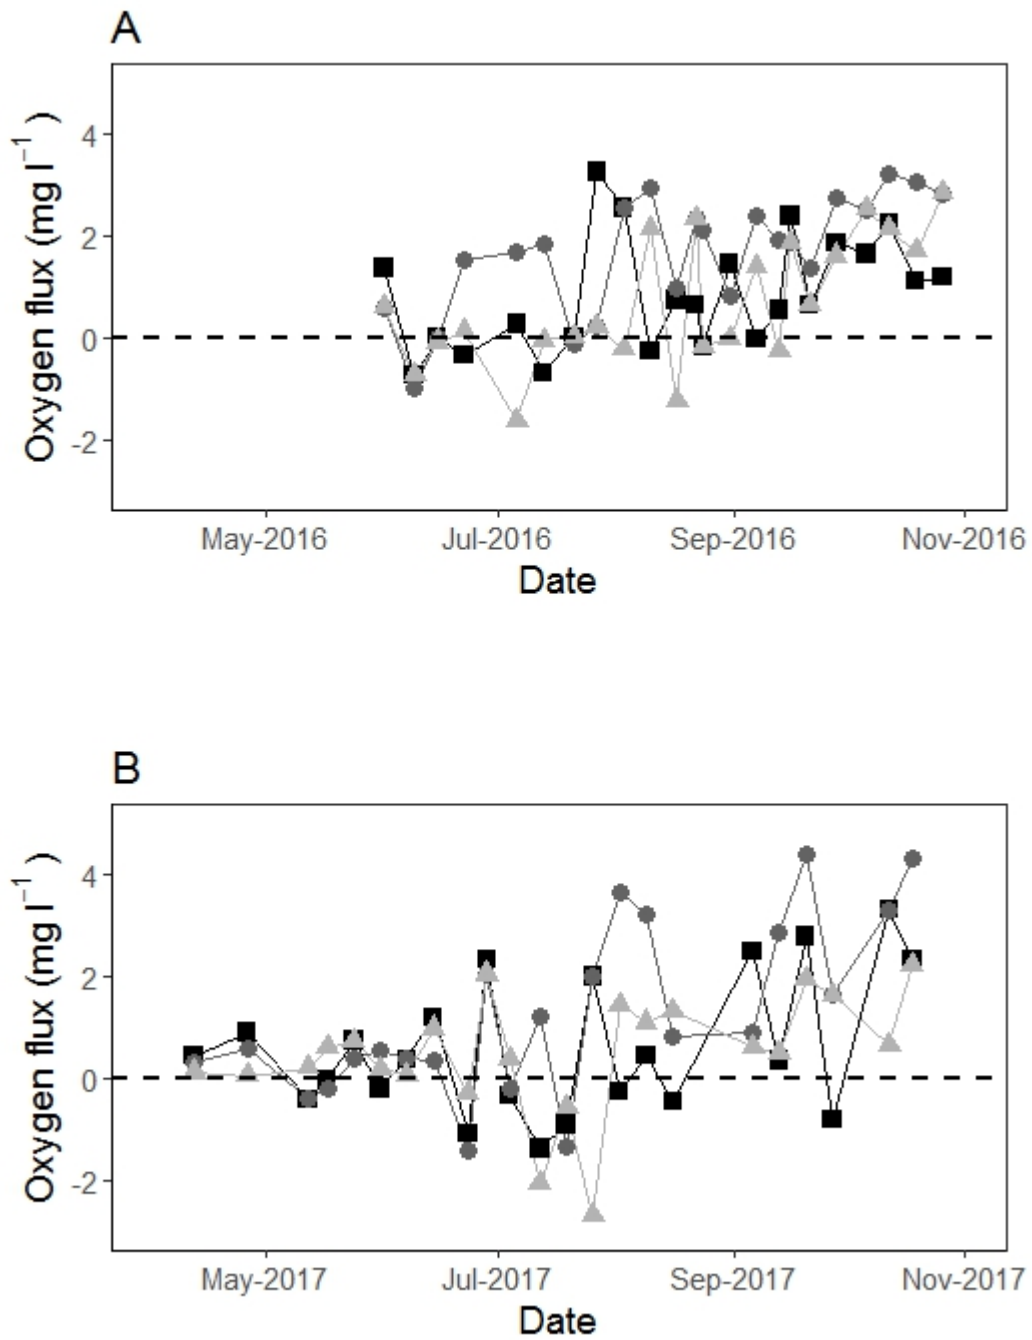 A
Oxygen flux (mg l⁻¹ )
4
2
0
-2
May-2016 Jul-2016 Sep-2016 Nov-2016
Date
B
Oxygen flux (mg l⁻¹ )
4
2
0
-2
May-2017 Jul-2017 Sep-2017 Nov-2017
Date